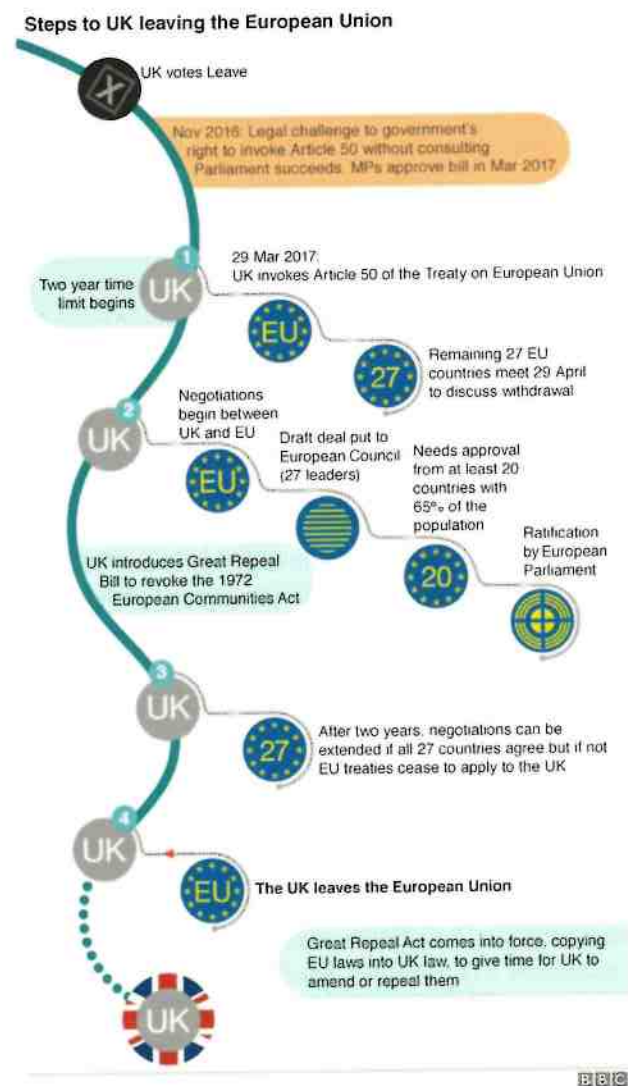 Steps to UK leaving the European Union
UK votes Leave
Nov 2016: Legal challenge to government's
right to invoke Article 50 without consulting
Parliament succeeds. MPs approve bill in Mar 2017
1
UK
Two year time
limit begins
29 Mar 2017:
UK invokes Article 50 of the Treaty on European Union
EU
27
Remaining 27 EU
countries meet 29 April
to discuss withdrawal
2
UK
Negotiations
begin between
UK and EU
EU
Draft deal put to
European Council
(27 leaders)
Needs approval
from at least 20
countries with
65% of the
population
20
Ratification
by European
Parliament
UK introduces Great Repeal
Bill to revoke the 1972
European Communities Act
3
UK
27
After two years, negotiations can be
extended if all 27 countries agree but if not
EU treaties cease to apply to the UK
4
UK
EU
The UK leaves the European Union
Great Repeal Act comes into force, copying
EU laws into UK law, to give time for UK to
amend or repeal them
UK
BBC